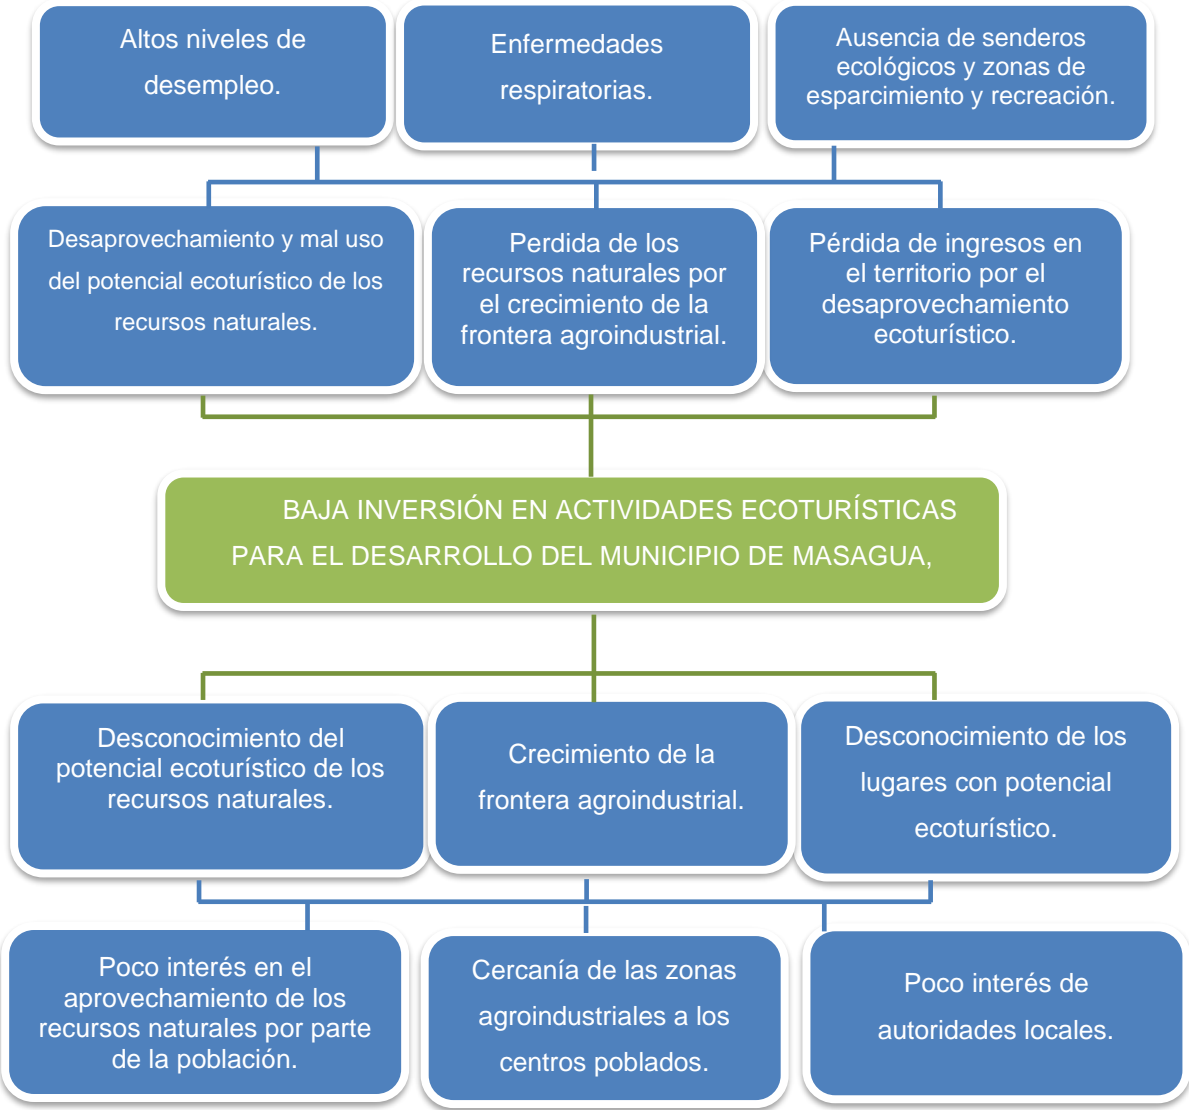 Altos niveles de
desempleo.
Enfermedades
respiratorias.
Ausencia de senderos
ecológicos y zonas de
esparcimiento y recreación.
Desaprovechamiento y mal uso
del potencial ecoturístico de los
recursos naturales.
Perdida de los
recursos naturales por
el crecimiento de la
frontera agroindustrial.
Pérdida de ingresos en
el territorio por el
desaprovechamiento
ecoturístico.
BAJA INVERSIÓN EN ACTIVIDADES ECOTURÍSTICAS
PARA EL DESARROLLO DEL MUNICIPIO DE MASAGUA,
Desconocimiento del
potencial ecoturístico de los
recursos naturales.
Crecimiento de la
frontera agroindustrial.
Desconocimiento de los
lugares con potencial
ecoturístico.
Poco interés en el
aprovechamiento de los
recursos naturales por parte
de la población.
Cercanía de las zonas
agroindustriales a los
centros poblados.
Poco interés de
autoridades locales.